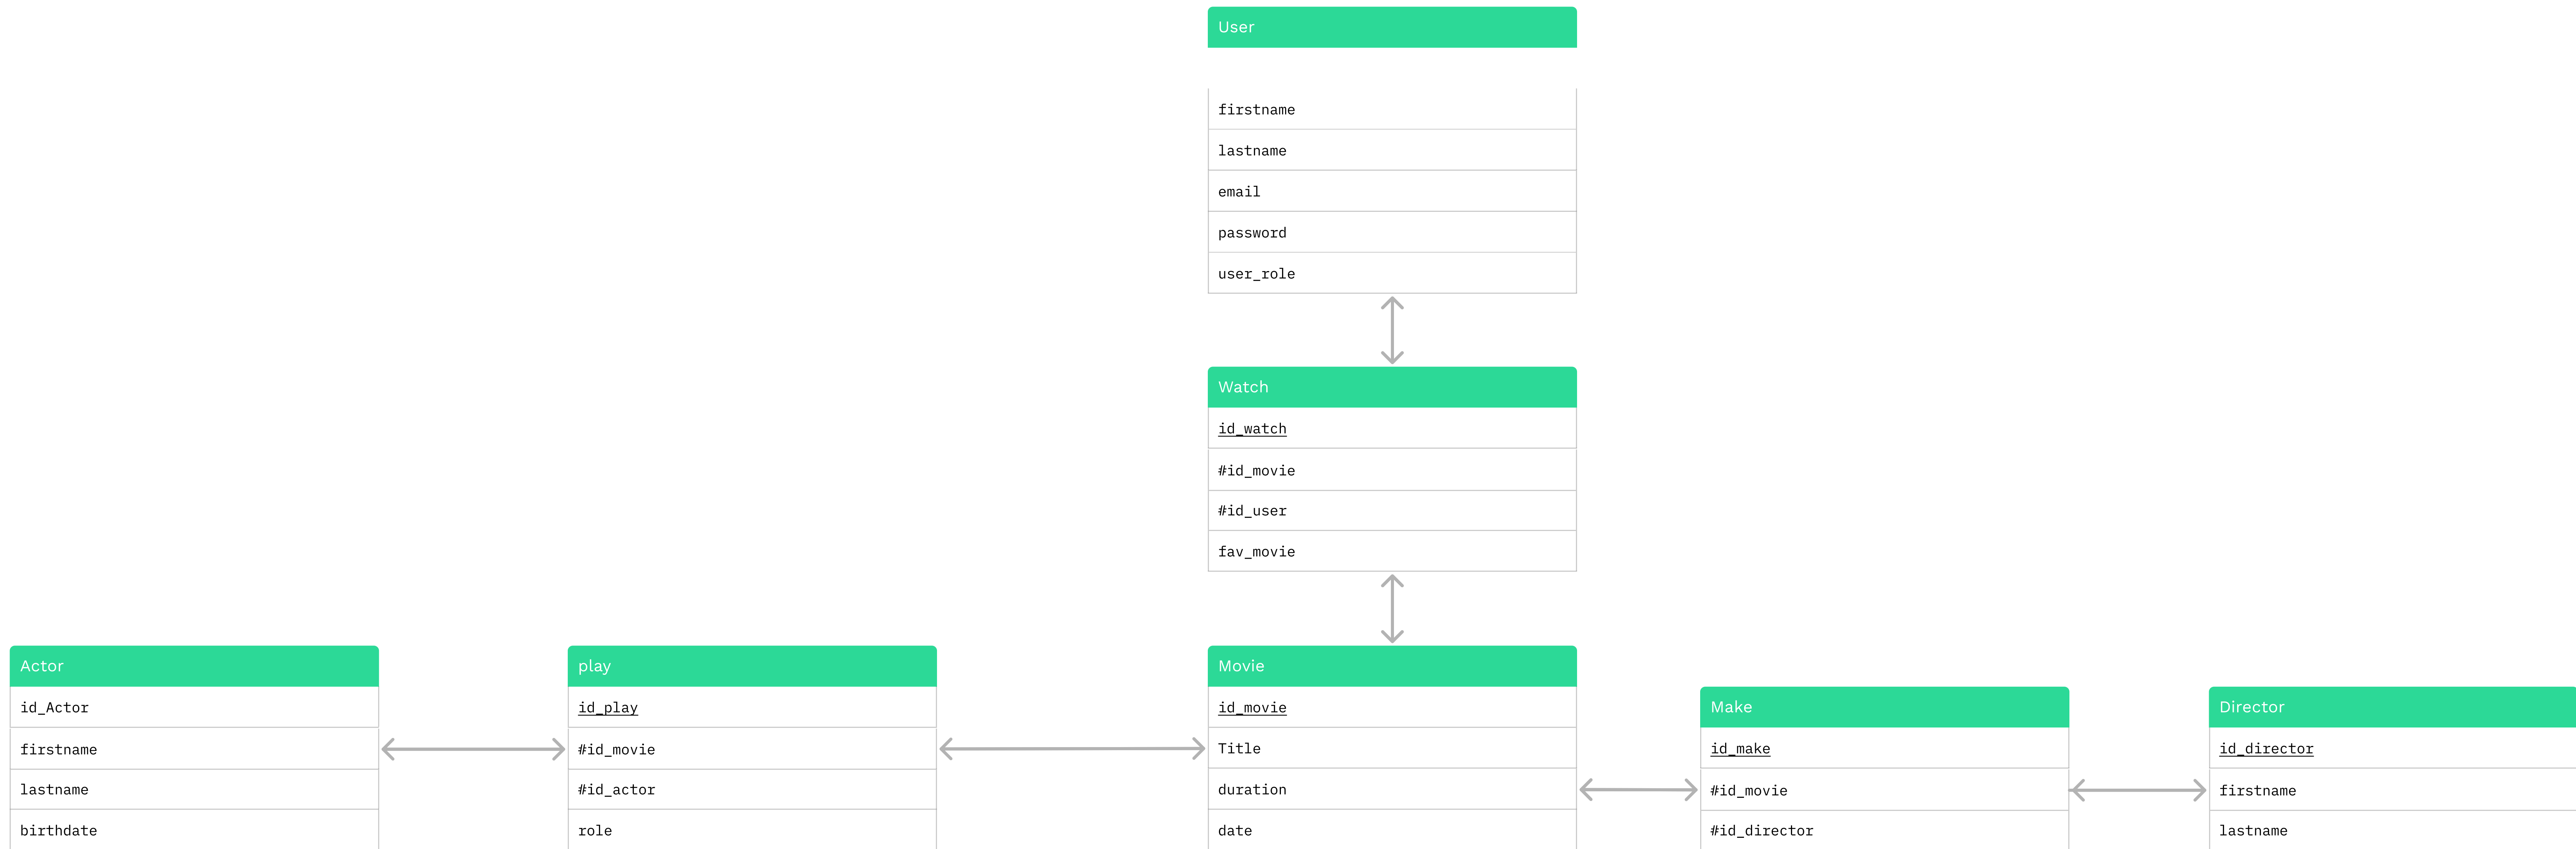 User
firstname
lastname
email
password
user_role
Watch
id_watch
#id_movie
#id_user
fav_movie
Actor
id_Actor
firstname
lastname
birthdate
play
id_play
#id_movie
#id_actor
role
Movie
id_movie
Title
duration
date
Make
id_make
#id_movie
#id_director
Director
id_director
firstname
lastname